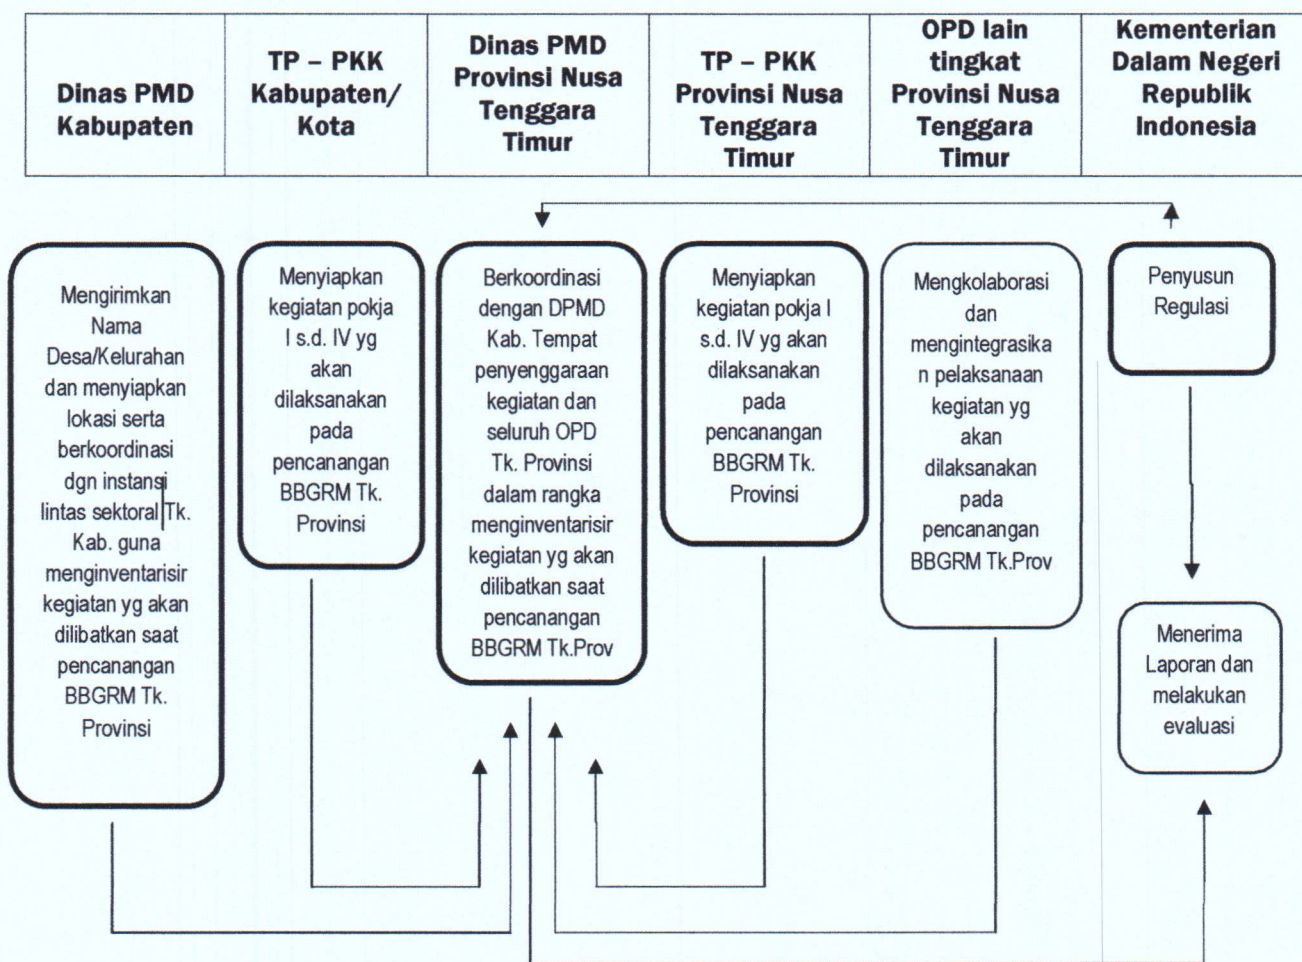 Dinas PMD
Kabupaten
TP – PKK
Kabupaten/
Kota
Dinas PMD
Provinsi Nusa
Tenggara
Timur
TP – PKK
Provinsi Nusa
Tenggara
Timur
OPD lain
tingkat
Provinsi Nusa
Tenggara
Timur
Kementerian
Dalam Negeri
Republik
Indonesia
Mengirimkan
Nama
Desa/Kelurahan
dan menyiapkan
lokasi serta
berkoordinasi
dgn instansi
lintas sektoral Tk.
Kab. guna
menginventarisir
kegiatan yg akan
dilibatkan saat
pencanangan
BBGRM Tk.
Provinsi
Menyiapkan
kegiatan pokja
I s.d. IV yg
akan
dilaksanakan
pada
pencanangan
BBGRM Tk.
Provinsi
Berkoordinasi
dengan DPMD
Kab. Tempat
penyenggaraan
kegiatan dan
seluruh OPD
Tk. Provinsi
dalam rangka
menginventarisir
kegiatan yg akan
dilibatkan saat
pencanangan
BBGRM Tk.Prov
Menyiapkan
kegiatan pokja I
s.d. IV yg akan
dilaksanakan
pada
pencanangan
BBGRM Tk.
Provinsi
Mengkolaborasi
dan
mengintegrasika
n pelaksanaan
kegiatan yg
akan
dilaksanakan
pada
pencanangan
BBGRM Tk.Prov
Penyusun
Regulasi
Menerima
Laporan dan
melakukan
evaluasi